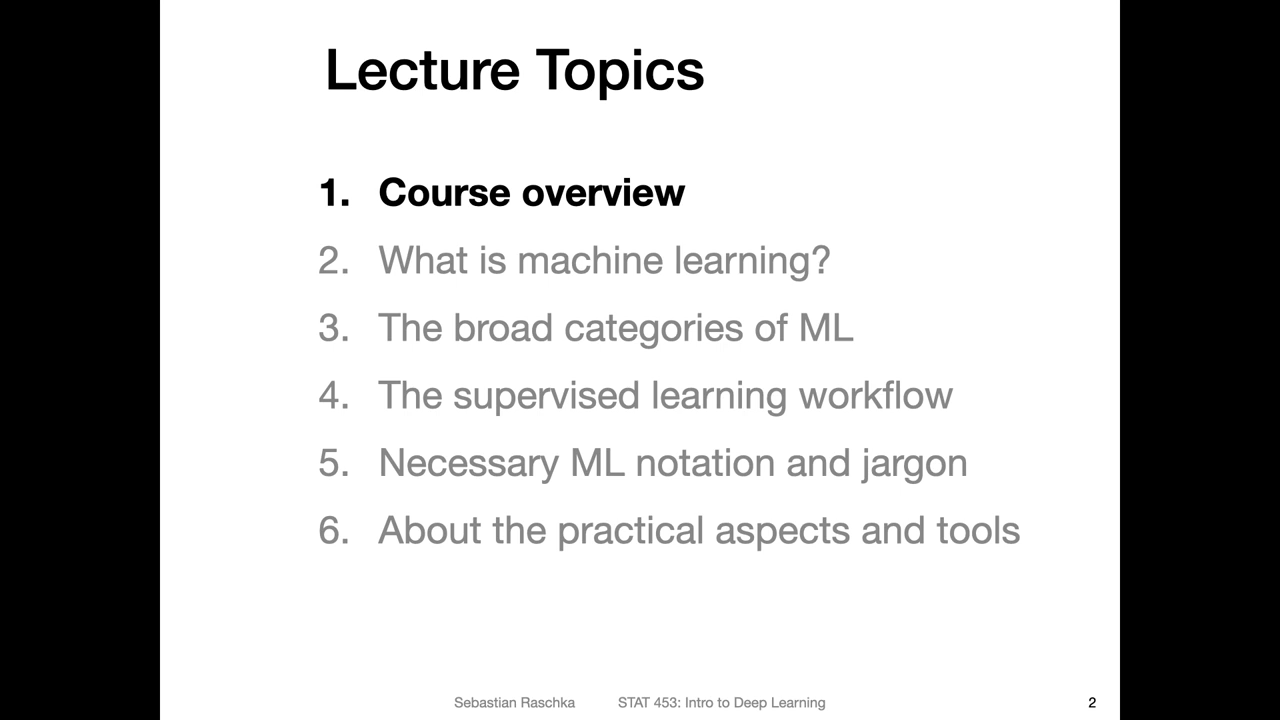 Lecture Topics
1. Course overview
2. What is machine learning?
3. The broad categories of ML
4. The supervised learning workflow
5. Necessary ML notation and jargon
6. About the practical aspects and tools
Sebastian Raschka STAT 453: Intro to Deep Learning 2